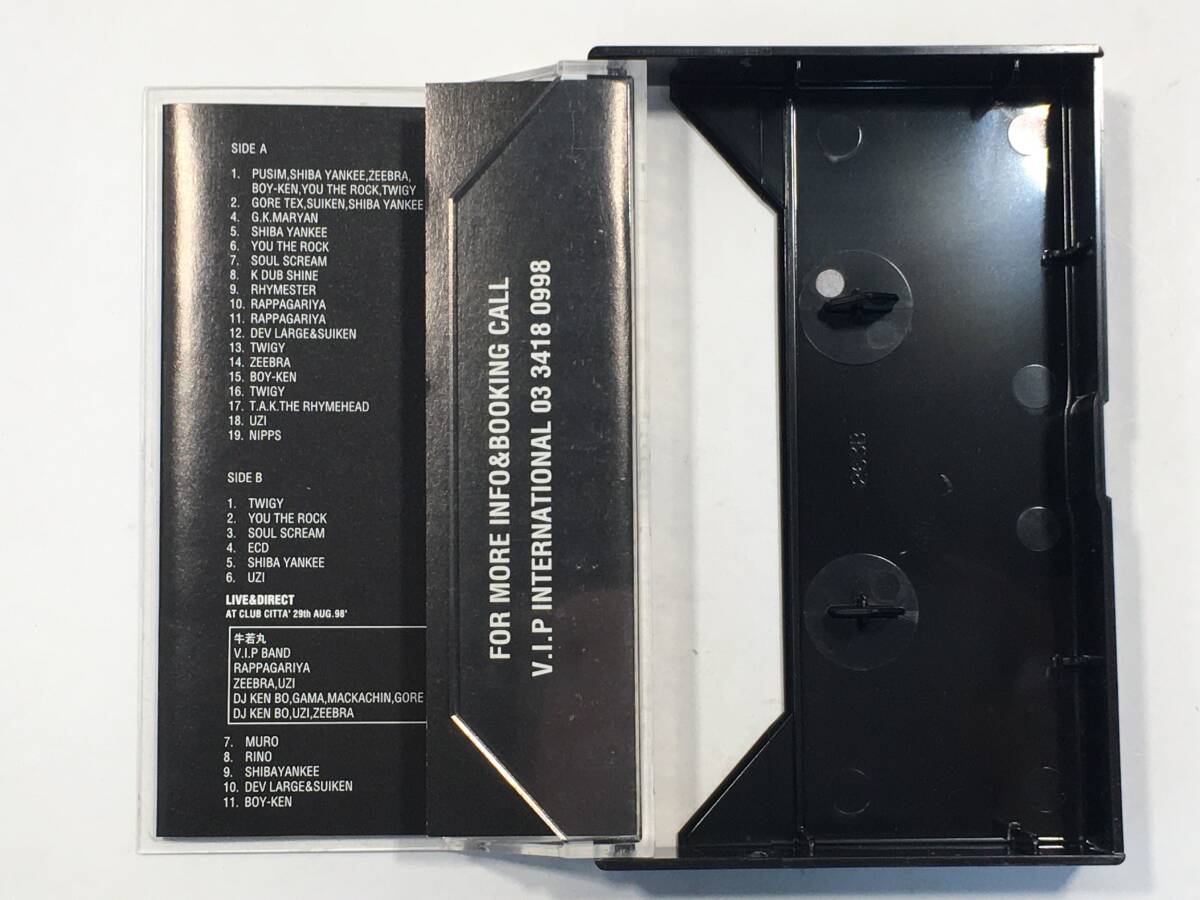 SIDE A
1. PUSIM,SHIBA YANKEE,ZEEBRA,
BOY-KEN,YOU THE ROCK,TWIGY
2. GORE TEX,SUIKEN,SHIBA YANKEE
4. G.K.MARYAN
5. SHIBA YANKEE
6. YOU THE ROCK
7. SOUL SCREAM
8. K DUB SHINE
9. RHYMESTER
10. RAPPAGARIYA
11. RAPPAGARIYA
12. DEV LARGE&SUIKEN
13. TWIGY
14. ZEEBRA
15. BOY-KEN
16. TWIGY
17. T.A.K.THE RHYMEHEAD
18. UZI
19. NIPPS
SIDE B
1. TWIGY
2. YOU THE ROCK
3. SOUL SCREAM
4. ECD
5. SHIBA YANKEE
6. UZI
LIVE&DIRECT
AT CLUB CITTA' 29th AUG.98'
牛若丸
V.I.P BAND
RAPPAGARIYA
ZEEBRA,UZI
DJ KEN BO,GAMA,MACKACHIN,GORE
DJ KEN BO,UZI,ZEEBRA
7. MURO
8. RINO
9. SHIBAYANKEE
10. DEV LARGE&SUIKEN
11. BOY-KEN
FOR MORE INFO&BOOKING CALL
V.I.P INTERNATIONAL 03 3418 0998